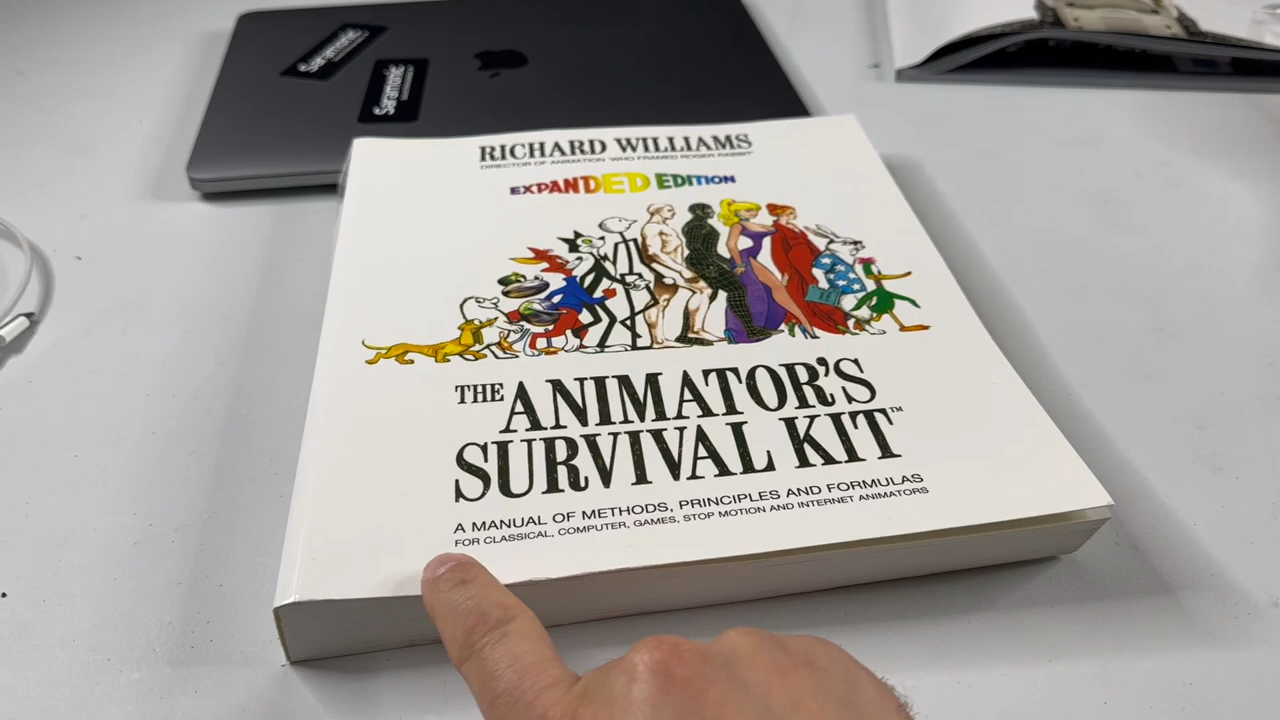 Saramonic
Saramonic
RICHARD WILLIAMS
DIRECTOR OF ANIMATION "WHO FRAMED ROGER RABBIT"
EXPANDED EDITION
THE ANIMATOR'S
SURVIVAL KIT™
A MANUAL OF METHODS, PRINCIPLES AND FORMULAS
FOR CLASSICAL, COMPUTER, GAMES, STOP MOTION AND INTERNET ANIMATORS